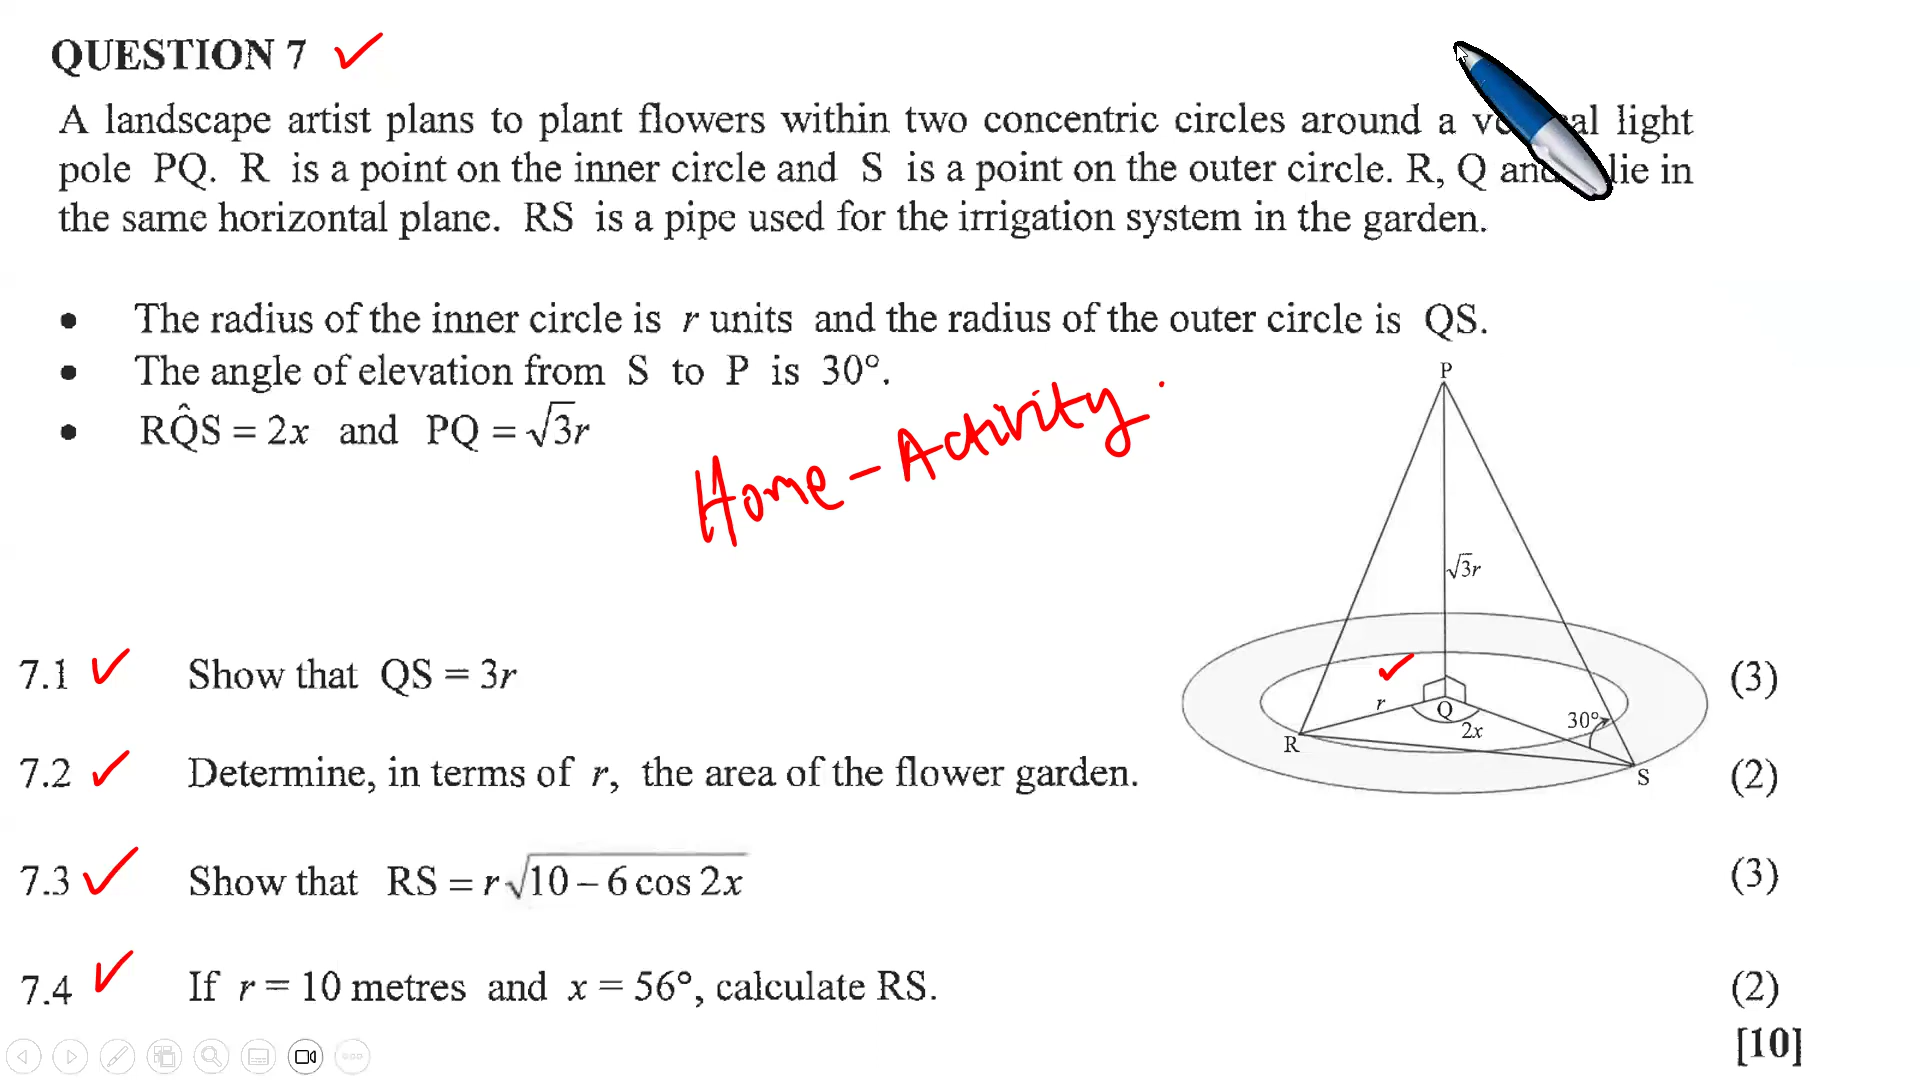 QUESTION 7
A landscape artist plans to plant flowers within two concentric circles around a light
pole PQ. R is a point on the inner circle and S is a point on the outer circle. R, Q lie in
the same horizontal plane. RS is a pipe used for the irrigation system in the garden.
• The radius of the inner circle is r units and the radius of the outer circle is QS.
• The angle of elevation from S to P is 30°.
• RQ̂S = 2x and PQ = √3r
Home - Activity
P
√3r
r
Q
2x
30°
R
S
7.1 Show that QS = 3r (3)
7.2 Determine, in terms of r, the area of the flower garden. (2)
7.3 Show that RS = r√10 – 6 cos 2x (3)
7.4 If r = 10 metres and x = 56°, calculate RS. (2)
[10]